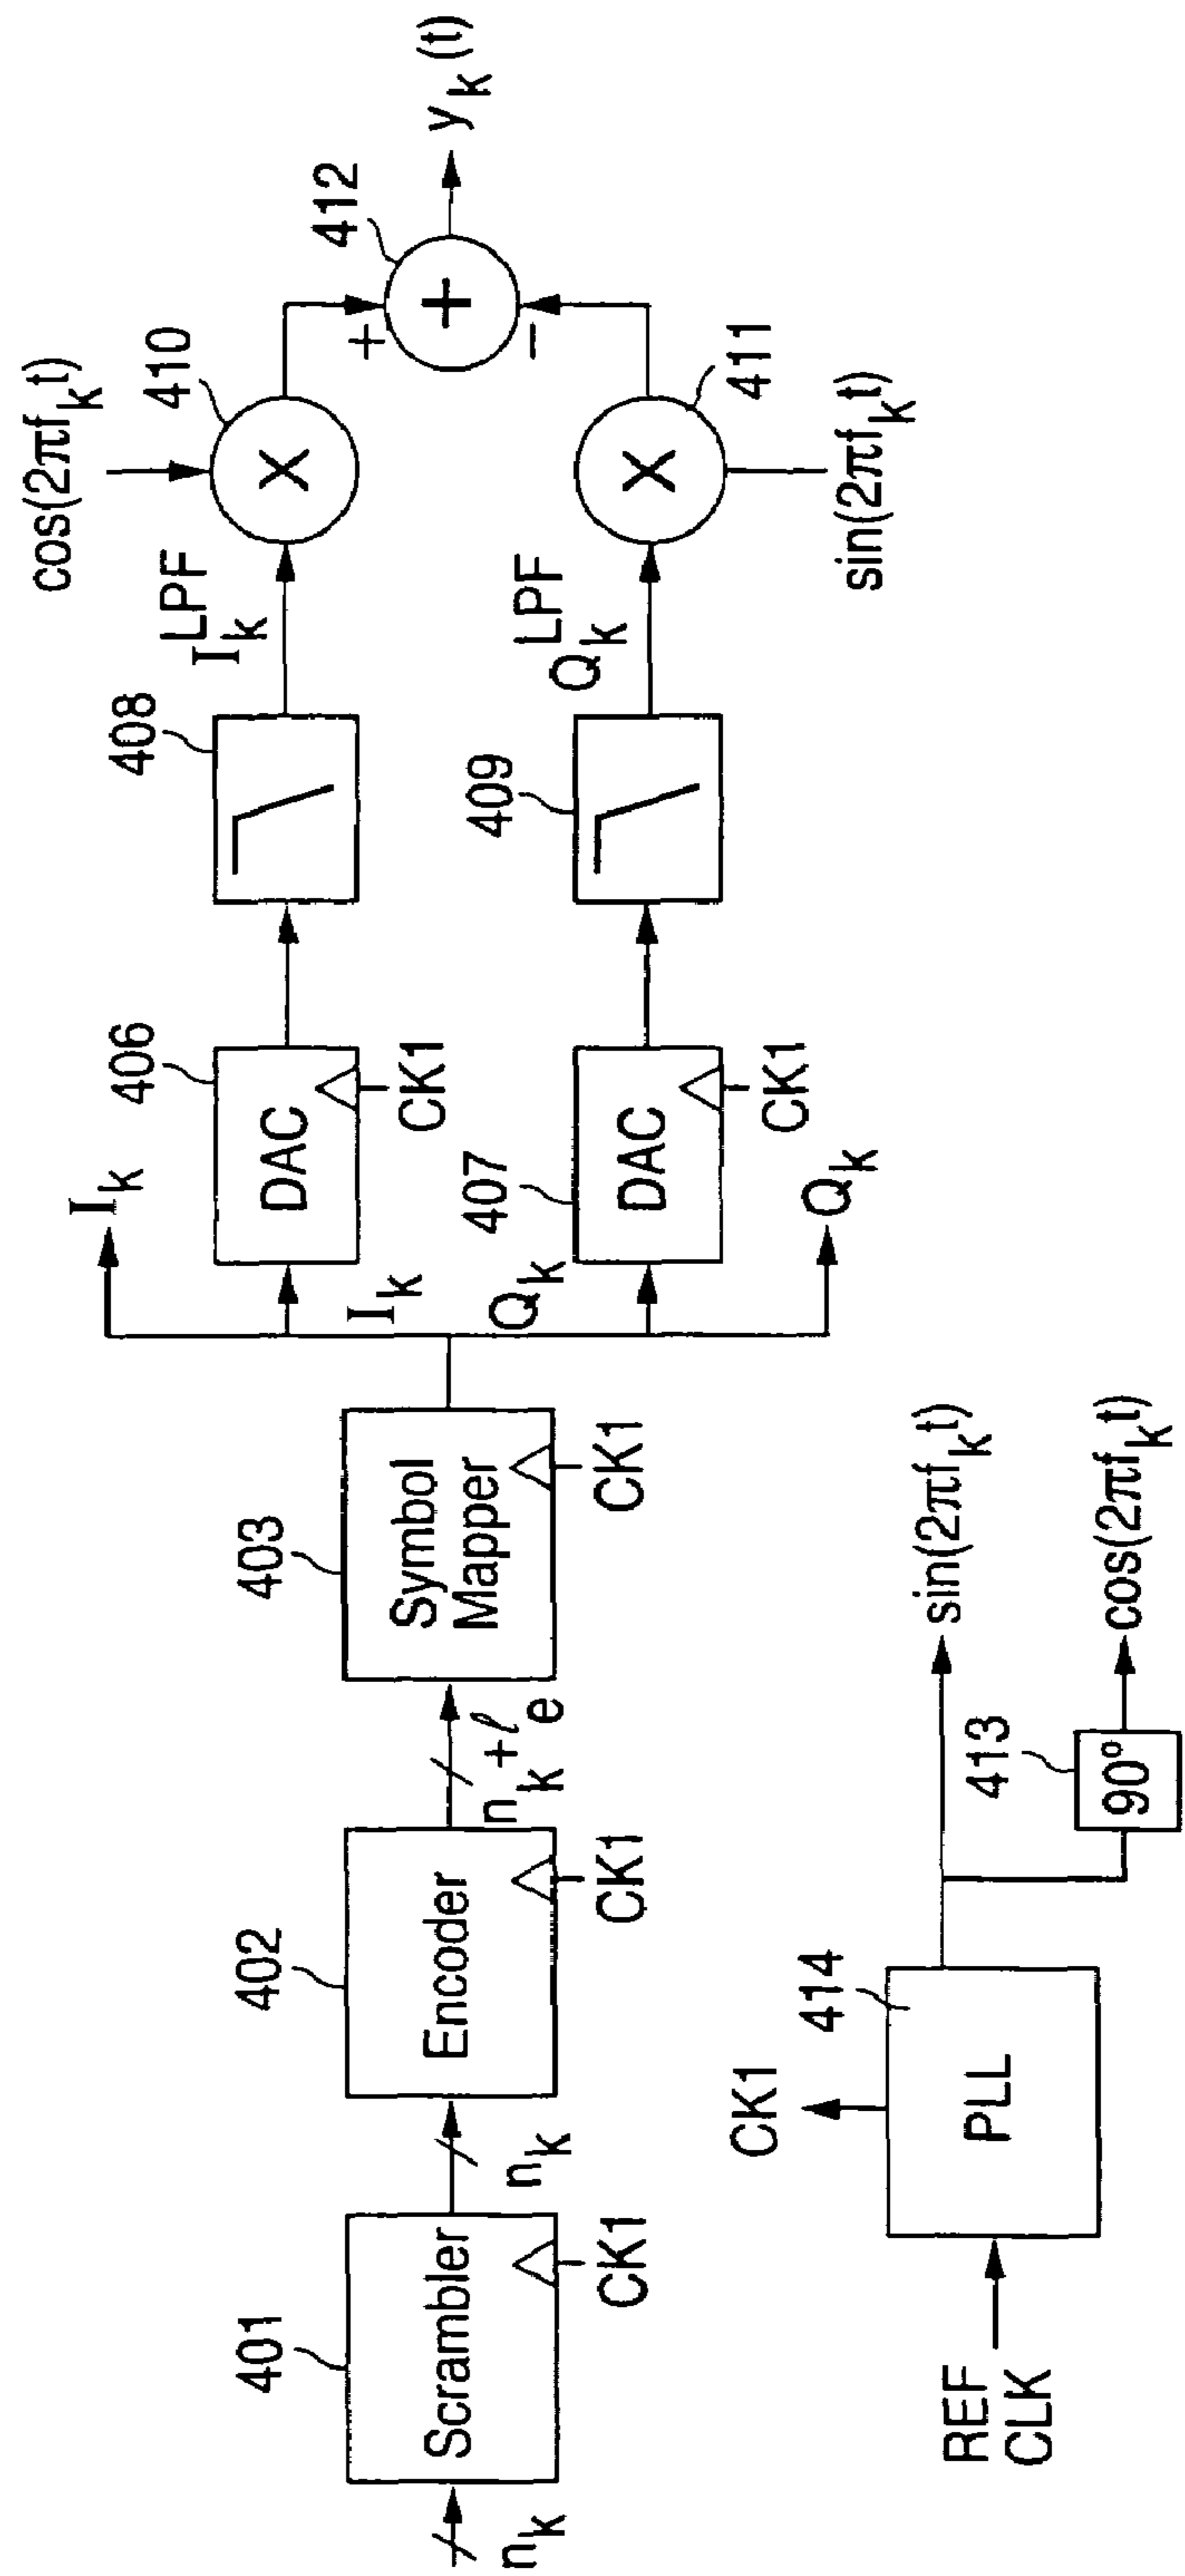 n_k
401
Scrambler
CK1
n_k
402
Encoder
CK1
n_k + ℓ_e
403
Symbol
Mapper
CK1
I_k
I_k
Q_k
Q_k
406
DAC
CK1
407
DAC
CK1
408
409
I_k^LPF
Q_k^LPF
cos(2πf_k t)
410
X
411
X
sin(2πf_k t)
412
+
+
−
y_k(t)
REF
CLK
414
PLL
CK1
413
90°
sin(2πf_k t)
cos(2πf_k t)